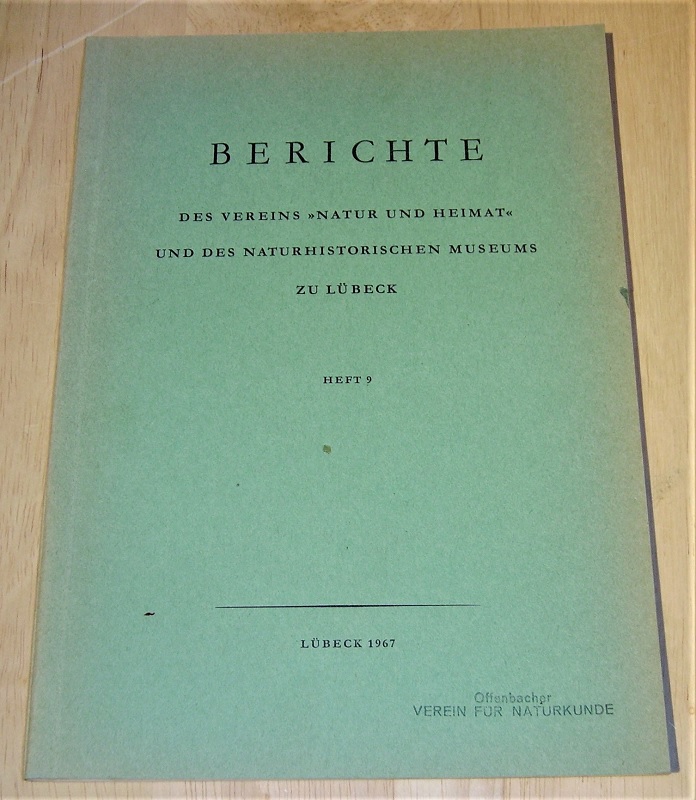 BERICHTE
DES VEREINS »NATUR UND HEIMAT«
UND DES NATURHISTORISCHEN MUSEUMS
ZU LÜBECK
HEFT 9
LÜBECK 1967
Offenbacher
VEREIN FÜR NATURKUNDE